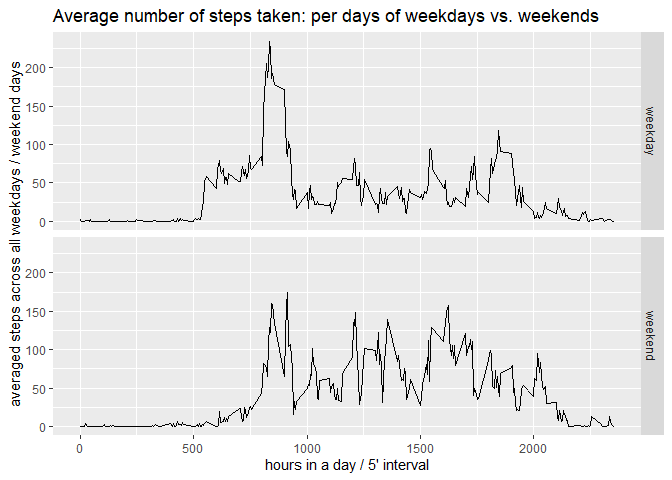 Average number of steps taken: per days of weekdays vs. weekends
averaged steps across all weekdays / weekend days
200
150
100
50
0
weekday
200
150
100
50
0
weekend
0 500 1000 1500 2000
hours in a day / 5' interval